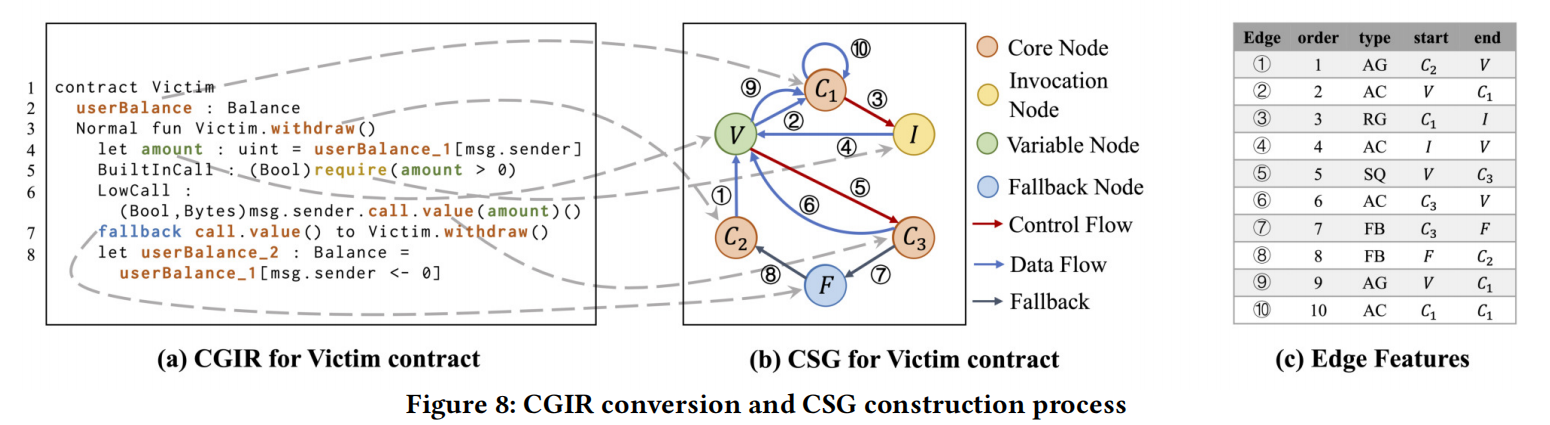 1 contract Victim
2 userBalance : Balance
3 Normal fun Victim.withdraw()
4 let amount : uint = userBalance_1[msg.sender]
5 BuiltInCall : (Bool)require(amount > 0)
6 LowCall :
(Bool,Bytes)msg.sender.call.value(amount)()
7 fallback call.value() to Victim.withdraw()
8 let userBalance_2 : Balance =
userBalance_1[msg.sender <- 0]
(a) CGIR for Victim contract
⑩
C₁
⑨
③
②
V
I
④
①
⑤
⑥
C₂
C₃
⑧
⑦
F
Core Node
Invocation
Node
Variable Node
Fallback Node
Control Flow
Data Flow
Fallback
(b) CSG for Victim contract
Edge order type start end
① 1 AG C₂ V
② 2 AC V C₁
③ 3 RG C₁ I
④ 4 AC I V
⑤ 5 SQ V C₃
⑥ 6 AC C₃ V
⑦ 7 FB C₃ F
⑧ 8 FB F C₂
⑨ 9 AG V C₁
⑩ 10 AC C₁ C₁
(c) Edge Features
Figure 8: CGIR conversion and CSG construction process